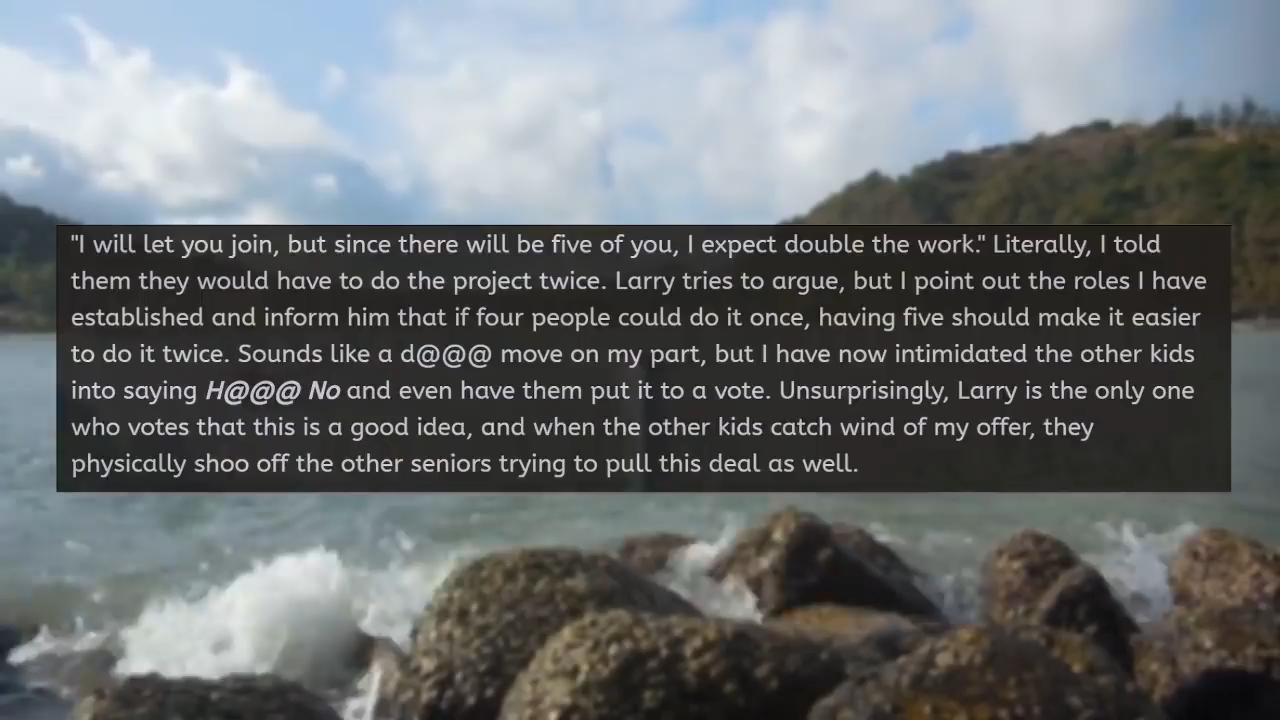 "I will let you join, but since there will be five of you, I expect double the work." Literally, I told
them they would have to do the project twice. Larry tries to argue, but I point out the roles I have
established and inform him that if four people could do it once, having five should make it easier
to do it twice. Sounds like a d@@@ move on my part, but I have now intimidated the other kids
into saying H@@@ No and even have them put it to a vote. Unsurprisingly, Larry is the only one
who votes that this is a good idea, and when the other kids catch wind of my offer, they
physically shoo off the other seniors trying to pull this deal as well.